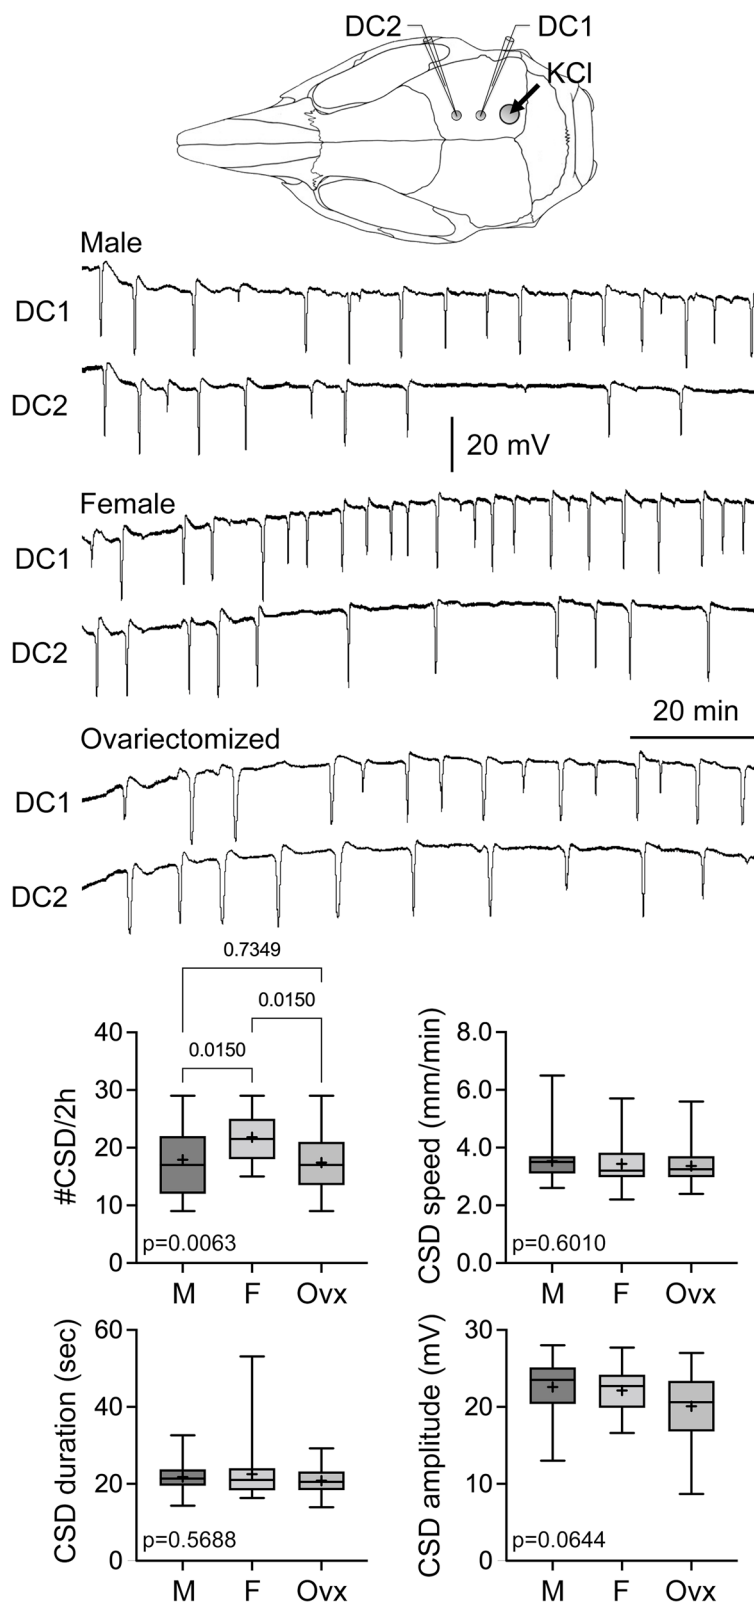 DC2 DC1
KCl
Male
DC1
DC2
20 mV
Female
DC1
DC2
20 min
Ovariectomized
DC1
DC2
0.7349
0.0150
0.0150
#CSD/2h
40
30
20
10
0
p=0.0063
M F Ovx
CSD speed (mm/min)
8.0
6.0
4.0
2.0
0.0
p=0.6010
M F Ovx
CSD duration (sec)
60
40
20
0
p=0.5688
M F Ovx
CSD amplitude (mV)
30
20
10
0
p=0.0644
M F Ovx